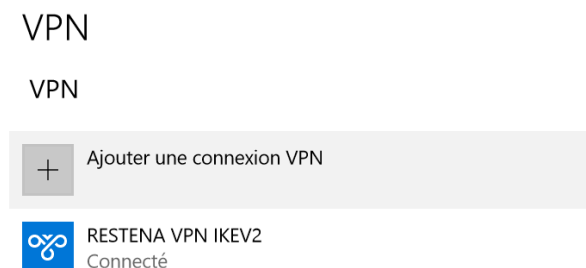 VPN
VPN
Ajouter une connexion VPN
RESTENA VPN IKEV2
Connecté